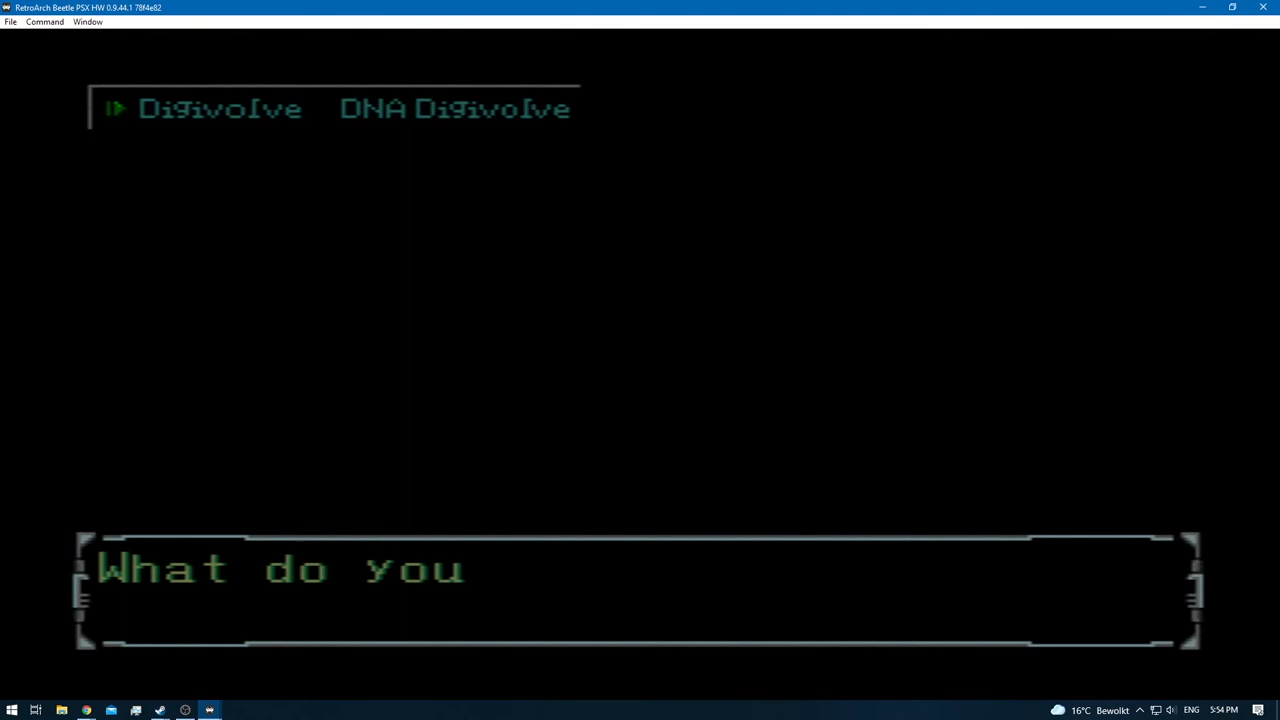 RetroArch Beetle PSX HW 0.9.44.1 78f4e82
File Command Window
Digivolve DNA Digivolve
What do you
16°C Bewolkt ENG 5:54 PM